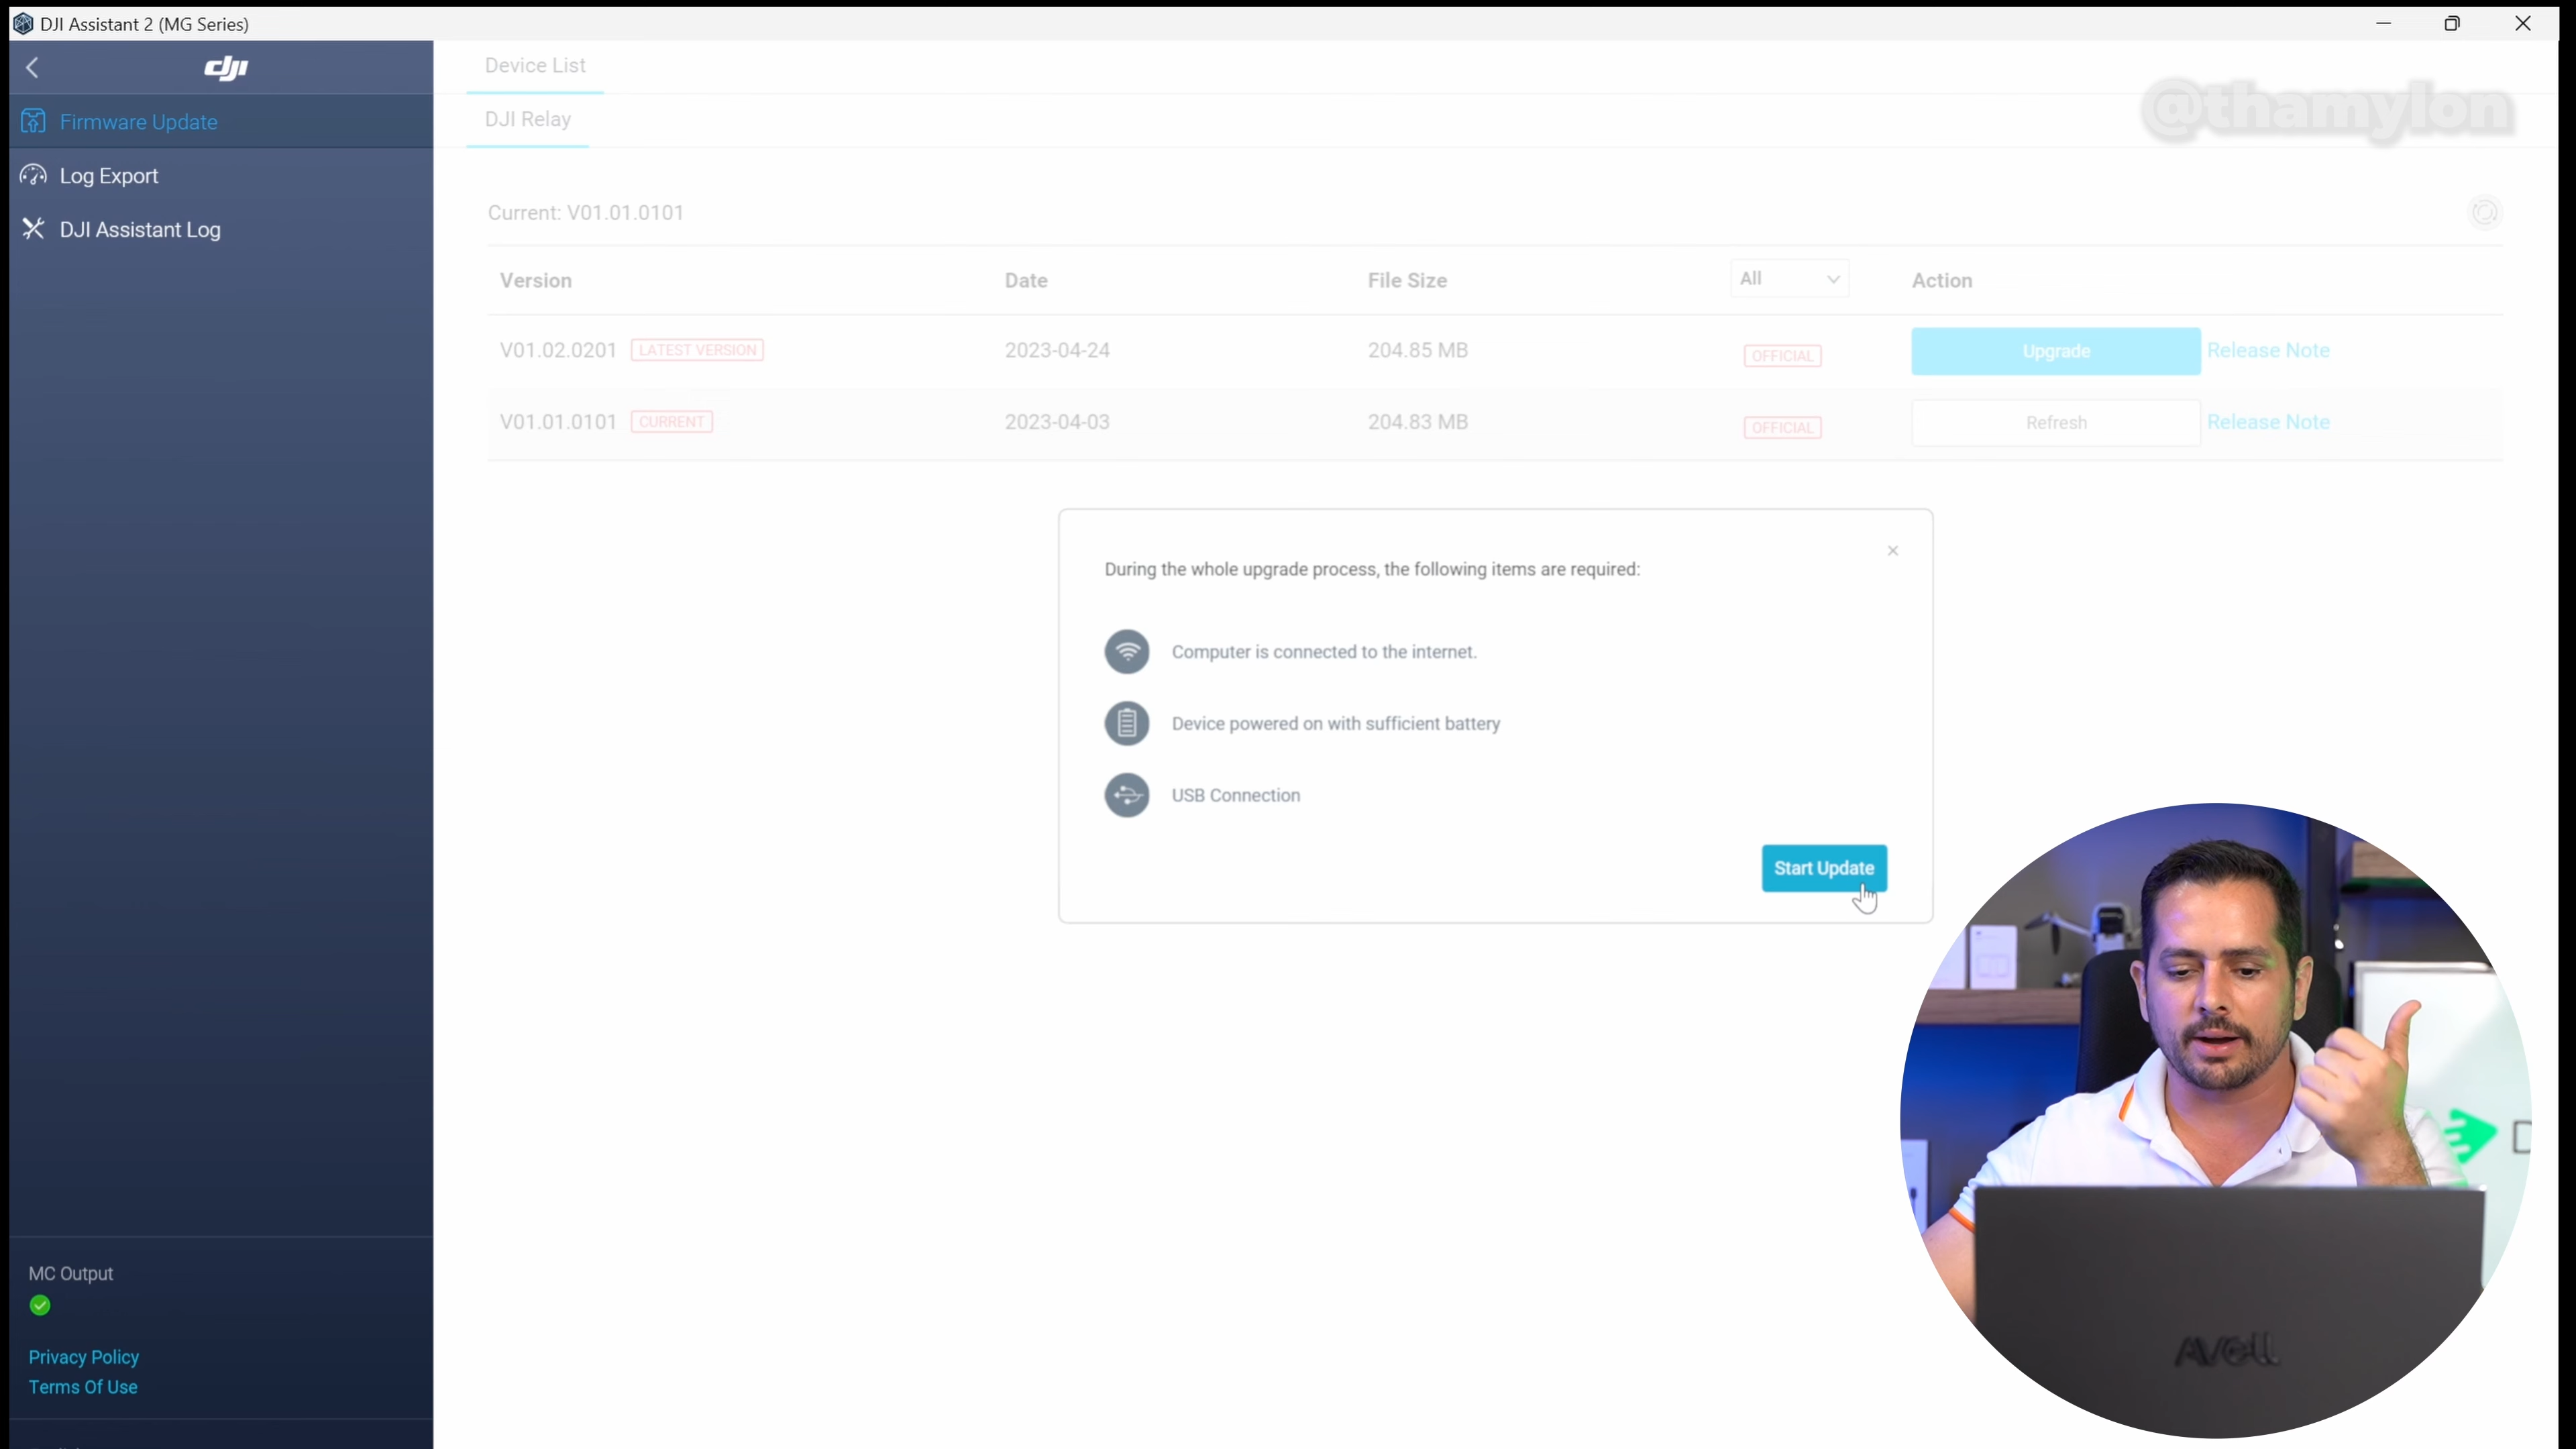 DJI Assistant 2 (MG Series)
dji
Device List
@thamylon
Firmware Update
DJI Relay
Log Export
Current: V01.01.0101
DJI Assistant Log
Version Date File Size All Action
V01.02.0201 LATEST VERSION 2023-04-24 204.85 MB OFFICIAL Upgrade Release Note
V01.01.0101 CURRENT 2023-04-03 204.83 MB OFFICIAL Refresh Release Note
During the whole upgrade process, the following items are required:
Computer is connected to the internet.
Device powered on with sufficient battery
USB Connection
Start Update
MC Output
Privacy Policy
Terms Of Use
D
Avell